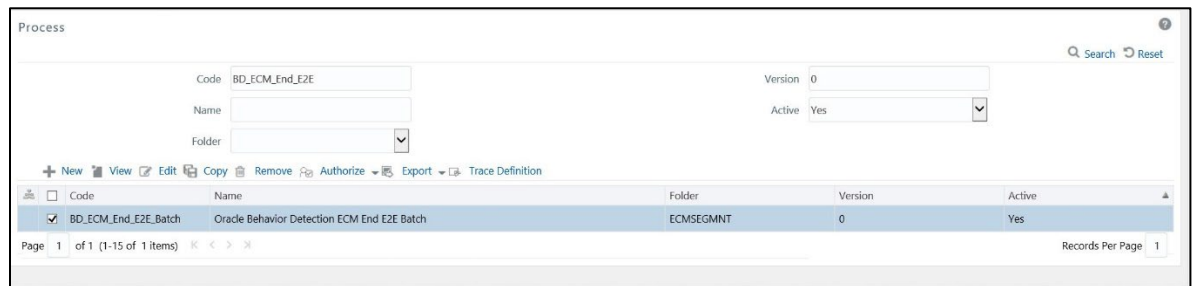 Process
Search Reset
Code BD_ECM_End_E2E Version 0
Name Active Yes
Folder
New View Edit Copy Remove Authorize Export Trace Definition
Code Name Folder Version Active
BD_ECM_End_E2E_Batch Oracle Behavior Detection ECM End E2E Batch ECMSEGMNT 0 Yes
Page 1 of 1 (1-15 of 1 items) Records Per Page 1